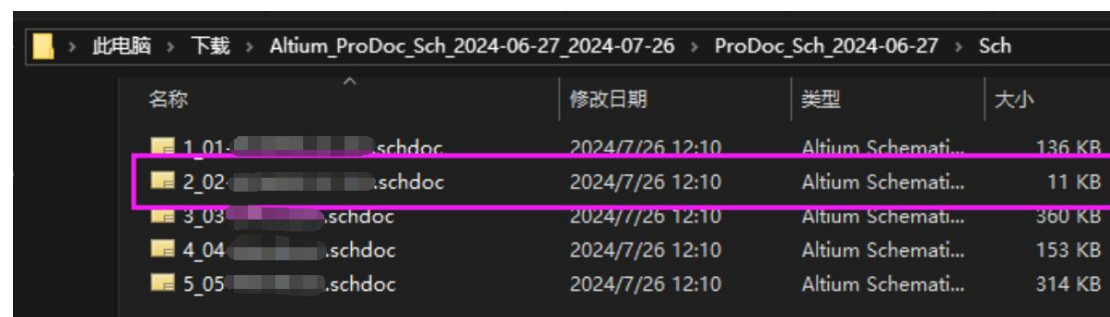 此电脑 › 下载 › Altium_ProDoc_Sch_2024-06-27_2024-07-26 › ProDoc_Sch_2024-06-27 › Sch
名称 修改日期 类型 大小
1_01- .schdoc 2024/7/26 12:10 Altium Schemati... 136 KB
2_02- .schdoc 2024/7/26 12:10 Altium Schemati... 11 KB
3_03 .schdoc 2024/7/26 12:10 Altium Schemati... 360 KB
4_04 .schdoc 2024/7/26 12:10 Altium Schemati... 153 KB
5_05 .schdoc 2024/7/26 12:10 Altium Schemati... 314 KB